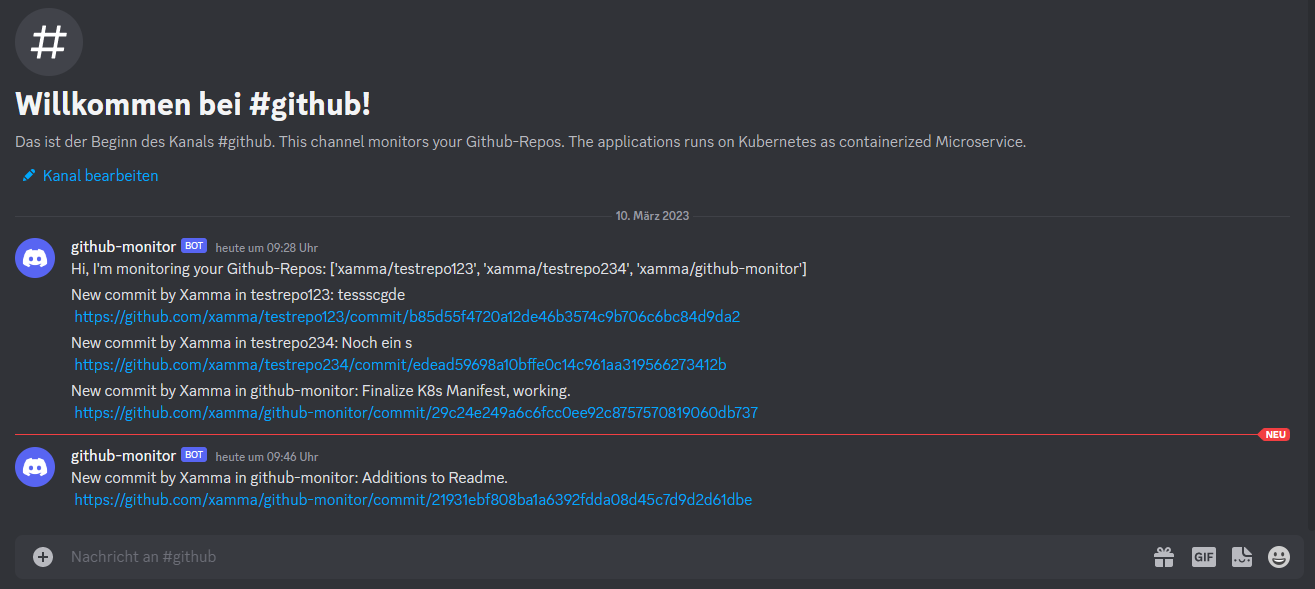 #
Willkommen bei #github!
Das ist der Beginn des Kanals #github. This channel monitors your Github-Repos. The applications runs on Kubernetes as containerized Microservice.
Kanal bearbeiten
10. März 2023
github-monitor BOT heute um 09:28 Uhr
Hi, I'm monitoring your Github-Repos: ['xamma/testrepo123', 'xamma/testrepo234', 'xamma/github-monitor']
New commit by Xamma in testrepo123: tessscgde
https://github.com/xamma/testrepo123/commit/b85d55f4720a12de46b3574c9b706c6bc84d9da2
New commit by Xamma in testrepo234: Noch ein s
https://github.com/xamma/testrepo234/commit/edead59698a10bffe0c14c961aa319566273412b
New commit by Xamma in github-monitor: Finalize K8s Manifest, working.
https://github.com/xamma/github-monitor/commit/29c24e249a6c6fcc0ee92c8757570819060db737
NEU
github-monitor BOT heute um 09:46 Uhr
New commit by Xamma in github-monitor: Additions to Readme.
https://github.com/xamma/github-monitor/commit/21931ebf808ba1a6392fdda08d45c7d9d2d61dbe
Nachricht an #github
GIF